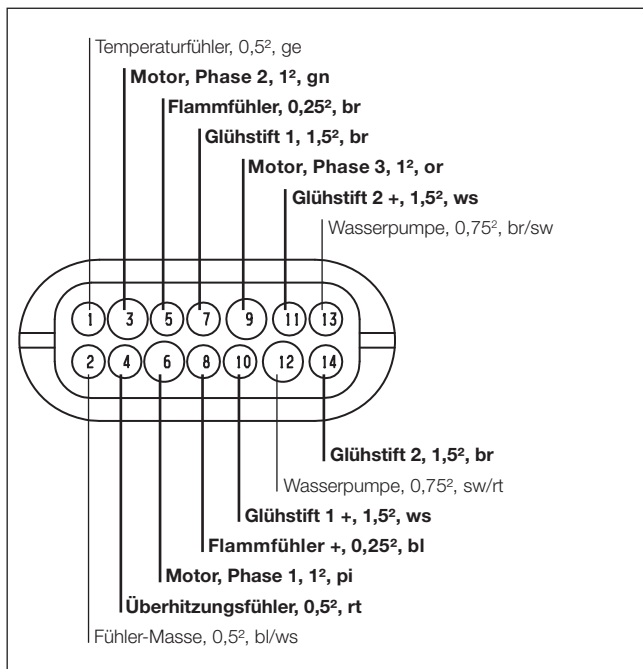 Temperaturfühler, 0,5², ge
Motor, Phase 2, 1², gn
Flammfühler, 0,25², br
Glühstift 1, 1,5², br
Motor, Phase 3, 1², or
Glühstift 2 +, 1,5², ws
Wasserpumpe, 0,75², br/sw
1 3 5 7 9 11 13
2 4 6 8 10 12 14
Glühstift 2, 1,5², br
Wasserpumpe, 0,75², sw/rt
Glühstift 1 +, 1,5², ws
Flammfühler +, 0,25², bl
Motor, Phase 1, 1², pi
Überhitzungsfühler, 0,5², rt
Fühler-Masse, 0,5², bl/ws